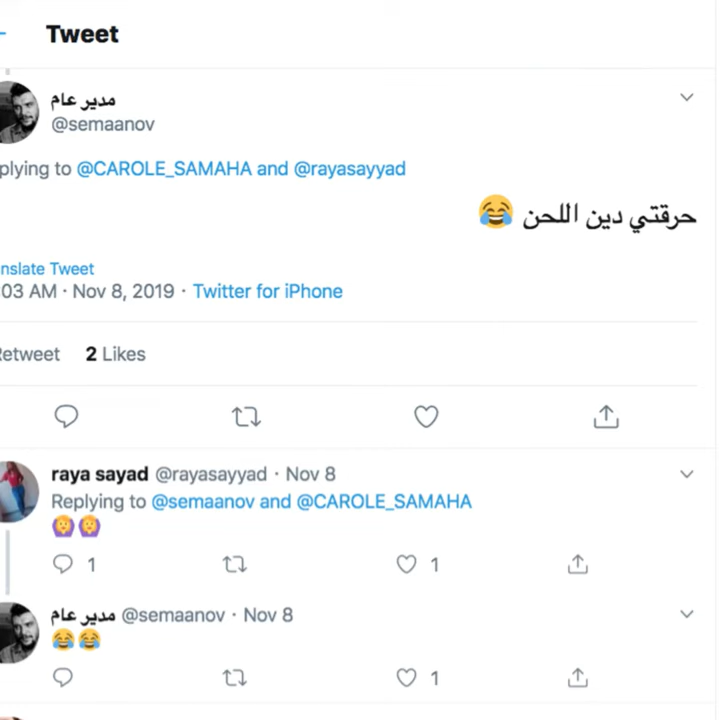 Tweet
مدير عام
@semaanov
plying to @CAROLE_SAMAHA and @rayasayyad
حرقتي دين اللحن 😂
nslate Tweet
:03 AM · Nov 8, 2019 · Twitter for iPhone
Retweet 2 Likes
raya sayad @rayasayyad · Nov 8
Replying to @semaanov and @CAROLE_SAMAHA
🙆‍♀️🙆‍♀️
1 1
مدير عام @semaanov · Nov 8
😂😂
1